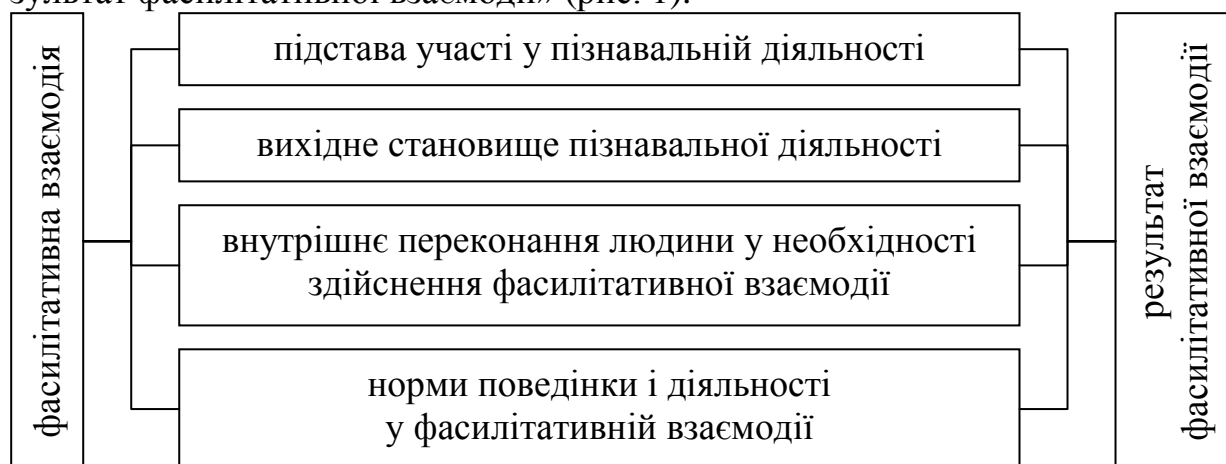 зультат фасилітативної взаємодії» (рис. 1).
фасилітативна взаємодія
підстава участі у пізнавальній діяльності
вихідне становище пізнавальної діяльності
внутрішнє переконання людини у необхідності
здійснення фасилітативної взаємодії
норми поведінки і діяльності
у фасилітативній взаємодії
результат
фасилітативної взаємодії